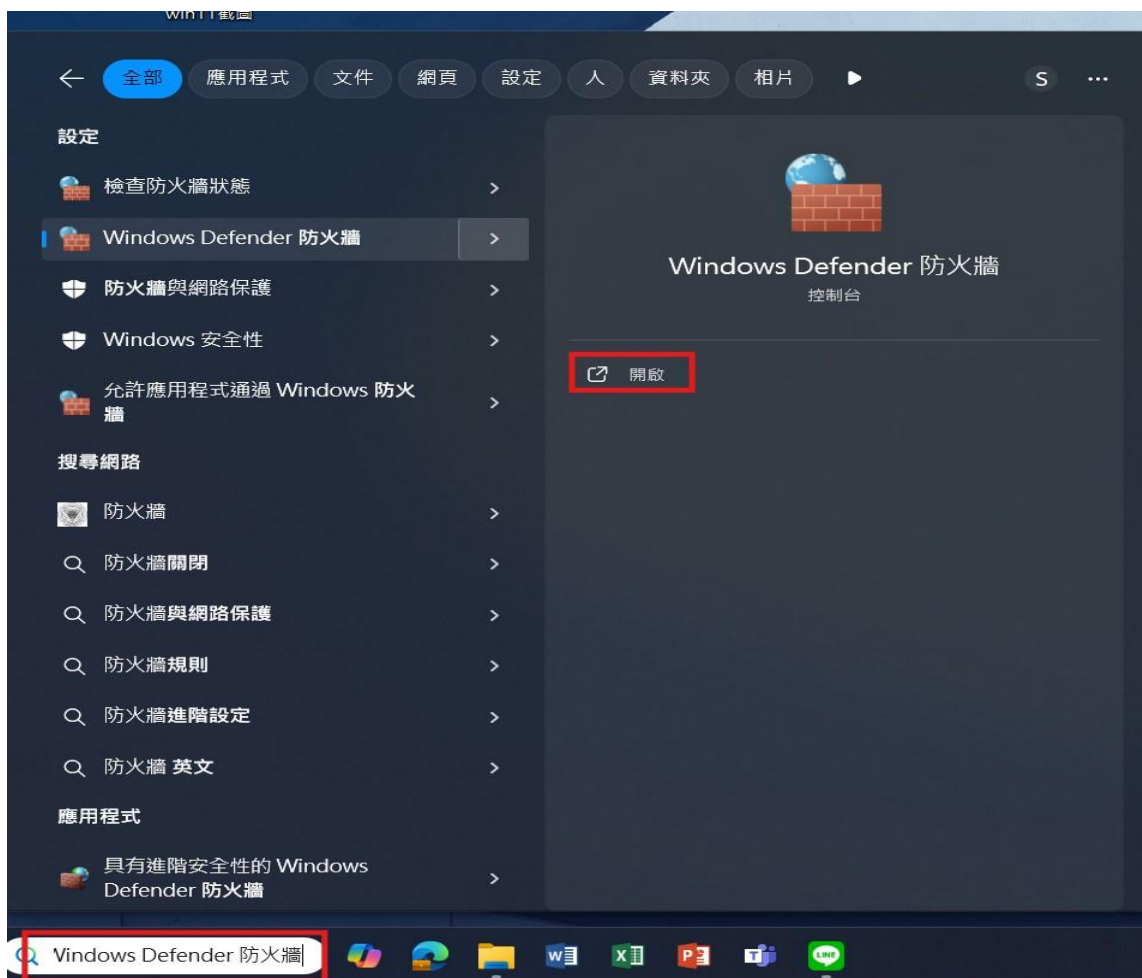 win11截圖
全部 應用程式 文件 網頁 設定 人 資料夾 相片 S ...
設定
檢查防火牆狀態
Windows Defender 防火牆
防火牆與網路保護
Windows 安全性
允許應用程式通過 Windows 防火
牆
搜尋網路
防火牆
防火牆關閉
防火牆與網路保護
防火牆規則
防火牆進階設定
防火牆 英文
應用程式
具有進階安全性的 Windows
Defender 防火牆
Windows Defender 防火牆
控制台
開啟
Windows Defender 防火牆
LINE